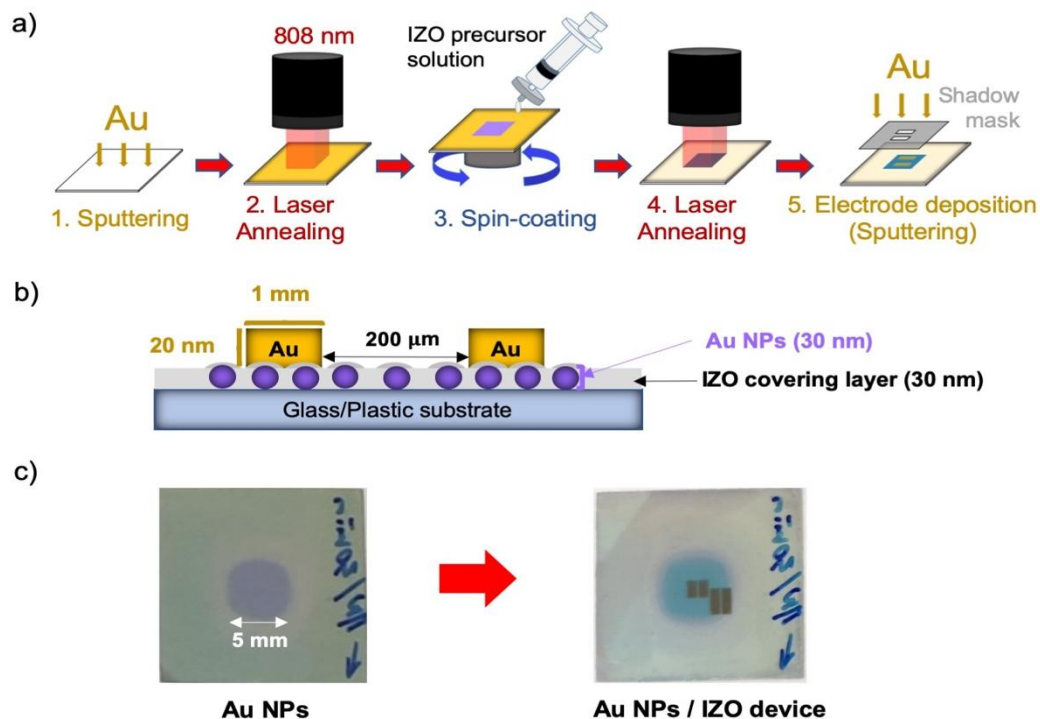 a)
808 nm
IZO precursor
solution
Au
Au
Shadow
mask
1. Sputtering
2. Laser
Annealing
3. Spin-coating
4. Laser
Annealing
5. Electrode deposition
(Sputtering)
b)
1 mm
20 nm
Au
200 µm
Au
Au NPs (30 nm)
IZO covering layer (30 nm)
Glass/Plastic substrate
c)
5 mm
Au NPs
Au NPs / IZO device